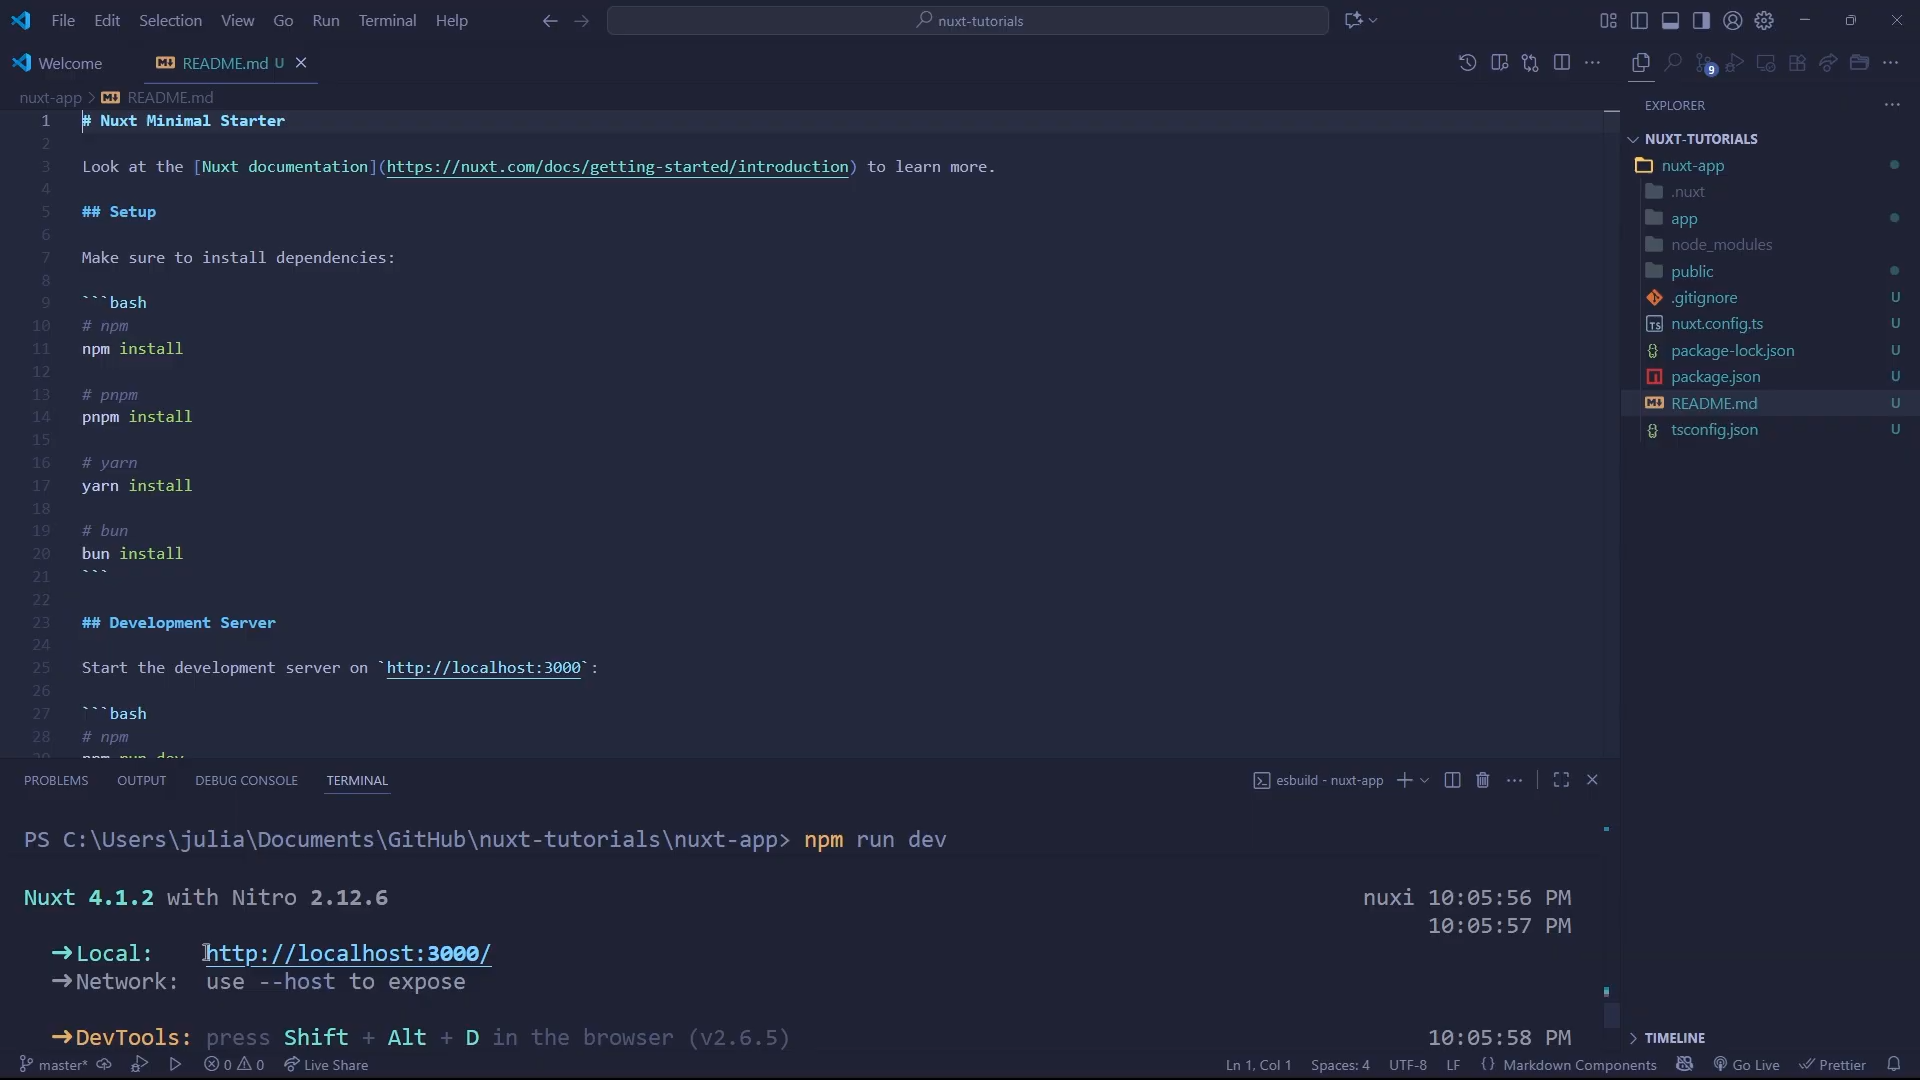 File Edit Selection View Go Run Terminal Help
nuxt-tutorials
Welcome
README.md U
nuxt-app > README.md
1 # Nuxt Minimal Starter
2
3 Look at the [Nuxt documentation](https://nuxt.com/docs/getting-started/introduction) to learn more.
4
5 ## Setup
6
7 Make sure to install dependencies:
8
9 ```bash
10 # npm
11 npm install
12
13 # pnpm
14 pnpm install
15
16 # yarn
17 yarn install
18
19 # bun
20 bun install
21 ```
22
23 ## Development Server
24
25 Start the development server on `http://localhost:3000`:
26
27 ```bash
28 # npm
29 npm run dev
9
EXPLORER
NUXT-TUTORIALS
nuxt-app
.nuxt
app
node_modules
public
.gitignore U
nuxt.config.ts U
package-lock.json U
package.json U
README.md U
tsconfig.json U
TIMELINE
PROBLEMS OUTPUT DEBUG CONSOLE TERMINAL
esbuild - nuxt-app
PS C:\Users\julia\Documents\GitHub\nuxt-tutorials\nuxt-app> npm run dev
Nuxt 4.1.2 with Nitro 2.12.6 nuxi 10:05:56 PM
10:05:57 PM
➜ Local: http://localhost:3000/
➜ Network: use --host to expose
➜ DevTools: press Shift + Alt + D in the browser (v2.6.5) 10:05:58 PM
master* 0 0 Live Share Ln 1, Col 1 Spaces: 4 UTF-8 LF {} Markdown Components Go Live Prettier